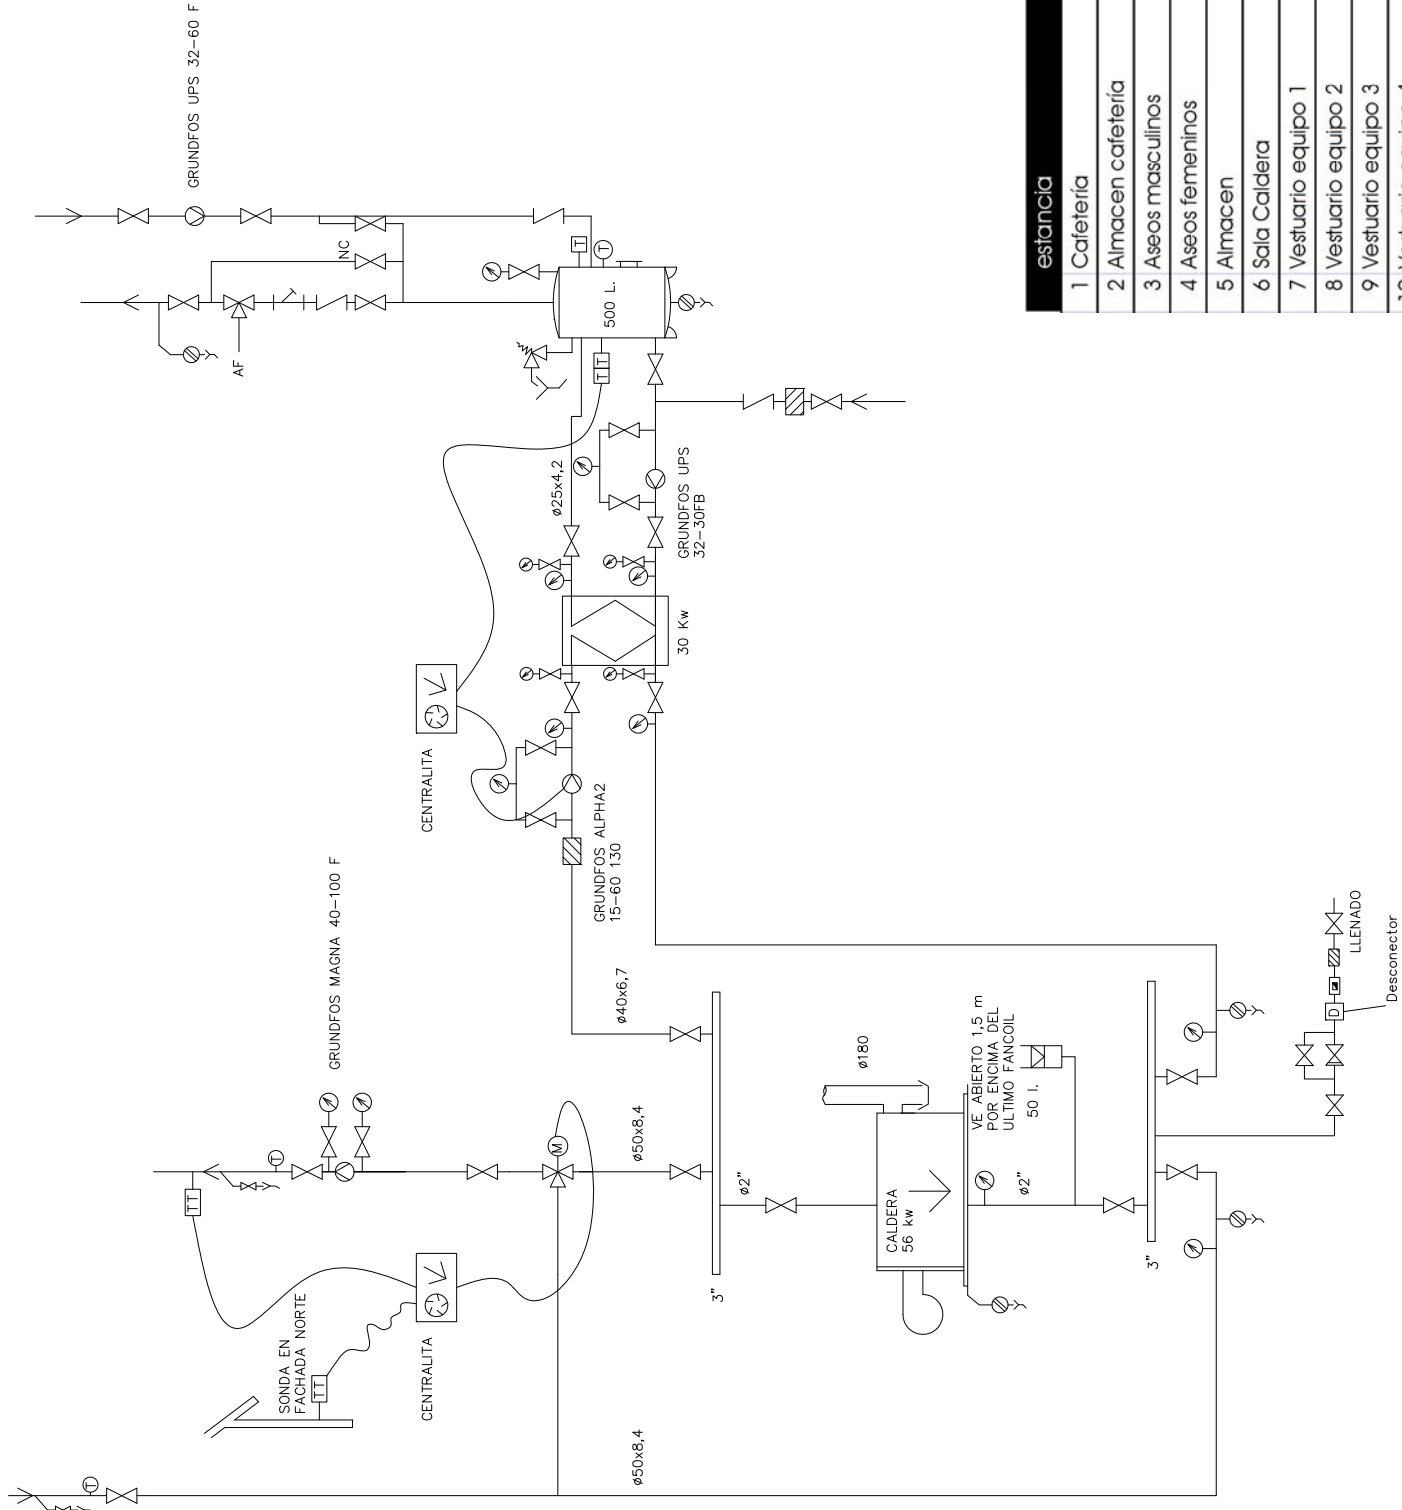 GRUNDFOS UPS 32-60 F
NC
AF
T
T
500 L.
T T
ø25x4,2
GRUNDFOS UPS
32-30FB
30 Kw
CENTRALITA
GRUNDFOS ALPHA2
15-60 130
GRUNDFOS MAGNA 40-100 F
ø40x6,7
T
TT
M
ø50x8,4
SONDA EN
FACHADA NORTE
TT
CENTRALITA
T
ø50x8,4
3"
ø2"
ø180
CALDERA
56 kw
VE ABIERTO 1,5 m
POR ENCIMA DEL
ULTIMO FANCOIL
50 l.
ø2"
3"
D
LLENADO
Desconector
estancia
1 Cafetería
2 Almacen cafetería
3 Aseos masculinos
4 Aseos femeninos
5 Almacen
6 Sala Caldera
7 Vestuario equipo 1
8 Vestuario equipo 2
9 Vestuario equipo 3